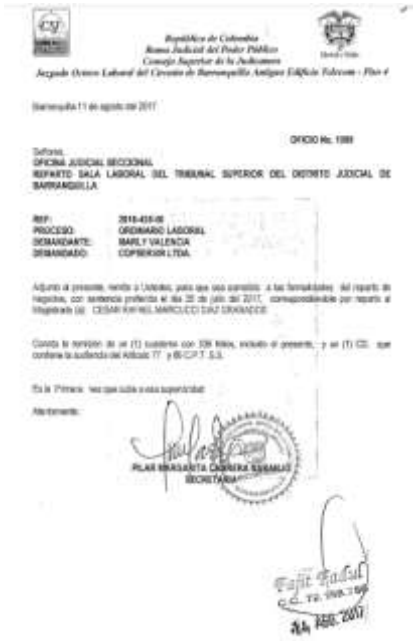 República de Colombia
Rama Judicial del Poder Público
Consejo Superior de la Judicatura
Juzgado Octavo Laboral del Circuito de Barranquilla Antiguo Edificio Telecom - Piso 4
Barranquilla 11 de agosto del 2017
OFICIO No.
Señores,
OFICINA JUDICIAL SECCIONAL
REPARTO SALA LABORAL DEL TRIBUNAL SUPERIOR DEL DISTRITO JUDICIAL DE
BARRANQUILLA
REF:
PROCESO: ORDINARIO LABORAL
DEMANDANTE: MARLY VALENCIA
DEMANDADO: COPSERVIR LTDA.
Adjunto al presente, remito a Ustedes, para que sea sometido a las formalidades del reparto de
negocios, con sentencia proferida el día 25 de julio del 2017, correspondiéndole por reparto al
Magistrado (a): CESAR RAFAEL MARCUCCI DIAZ GRANADOS
Consta la remisión de un (1) cuaderno con folios, incluido el presente, y un (1) CD. que
contiene la audiencia del Artículo 77 y 80 C.P.T. S.S.
Es la Primera vez que sube a esa superioridad
Atentamente,
PILAR MARGARITA CABRERA NARANJO
SECRETARIA
C.C. 72.
AGO. 2017